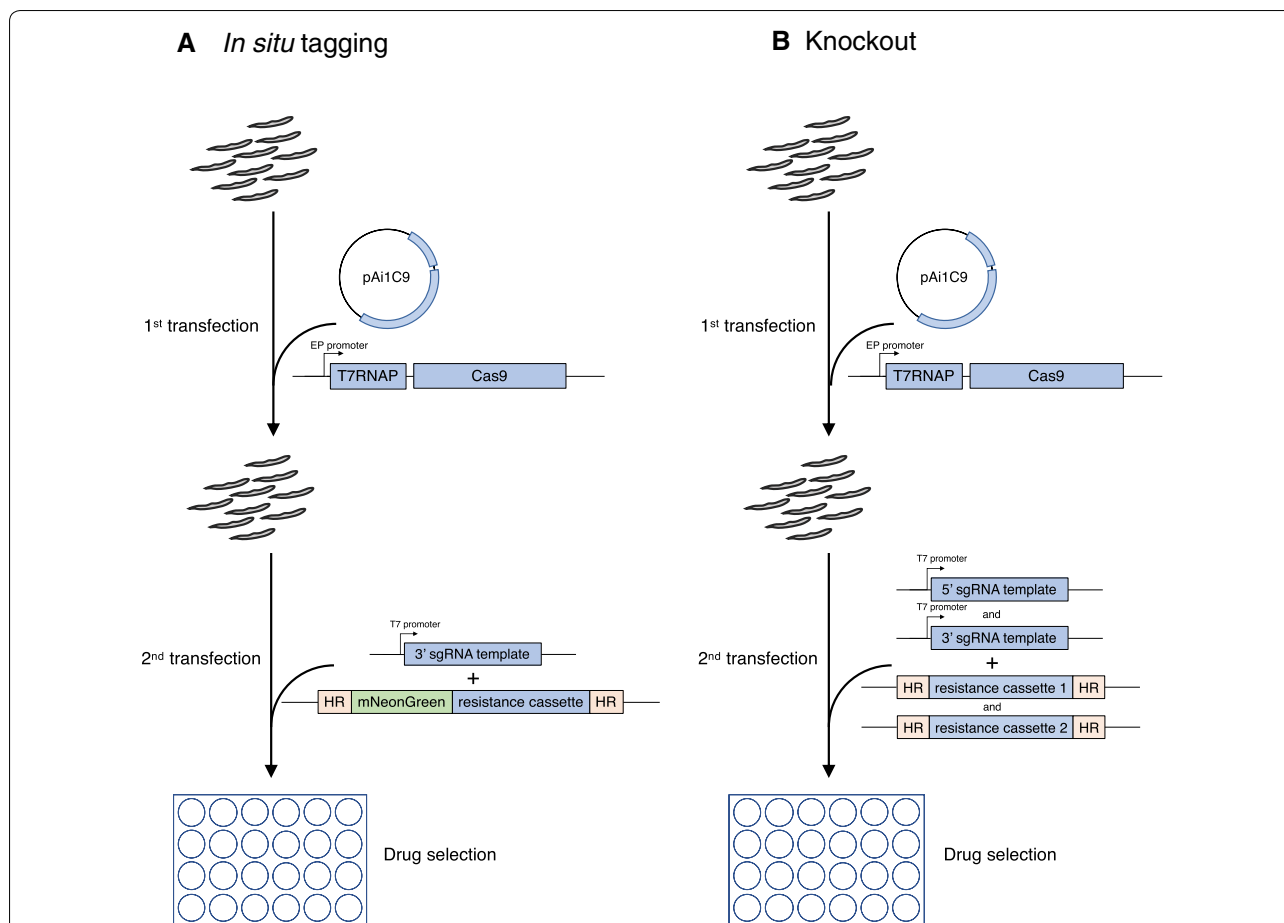 A In situ tagging
pAi1C9
1st transfection
EP promoter
T7RNAP
Cas9
T7 promoter
3' sgRNA template
2nd transfection
+
HR
mNeonGreen
resistance cassette
HR
Drug selection
B Knockout
pAi1C9
1st transfection
EP promoter
T7RNAP
Cas9
T7 promoter
5' sgRNA template
and
T7 promoter
3' sgRNA template
2nd transfection
+
HR
resistance cassette 1
HR
and
HR
resistance cassette 2
HR
Drug selection